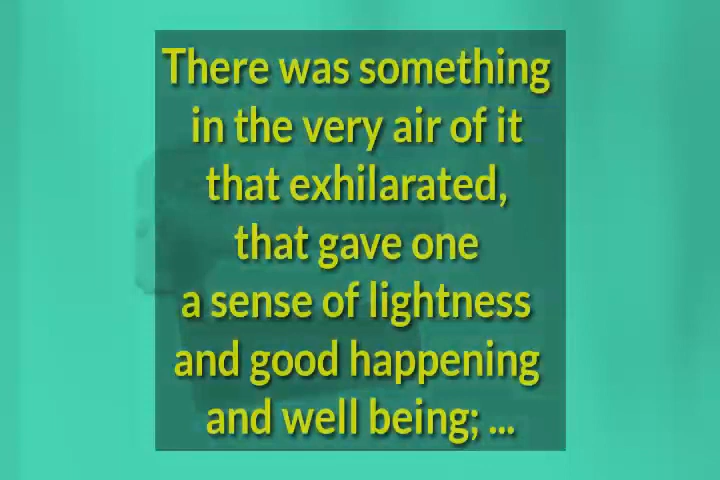 There was something
in the very air of it
that exhilarated,
that gave one
a sense of lightness
and good happening
and well being; ...